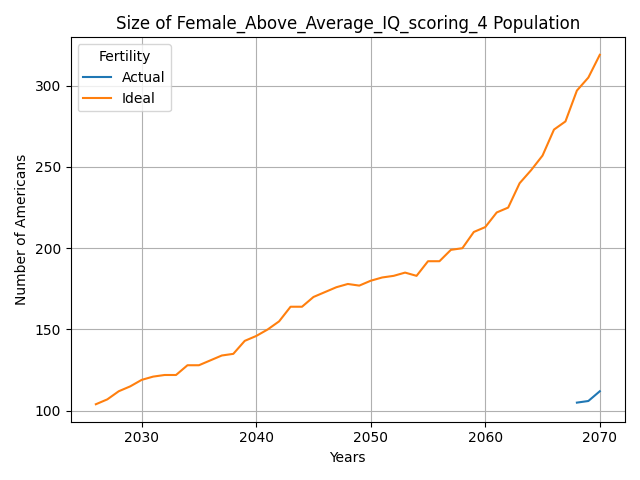 Size of Female_Above_Average_IQ_scoring_4 Population
Fertility
Actual
Ideal
Number of Americans
300
250
200
150
100
2030 2040 2050 2060 2070
Years